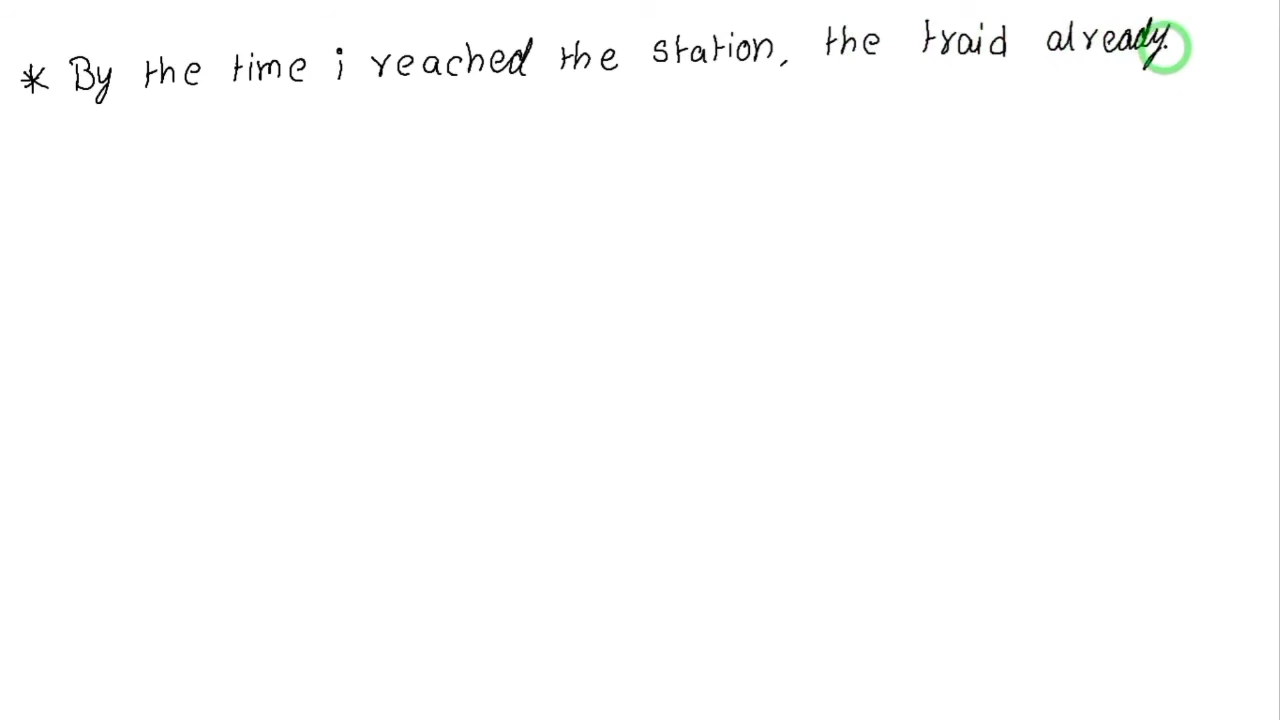 * By the time i reached the station, the traid already.